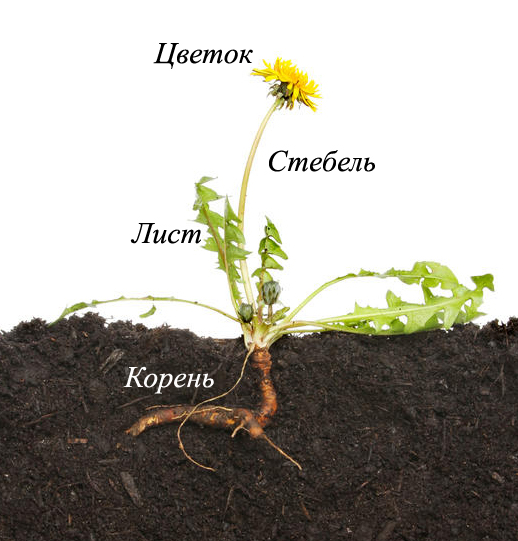 Цветок
Стебель
Лист
Корень